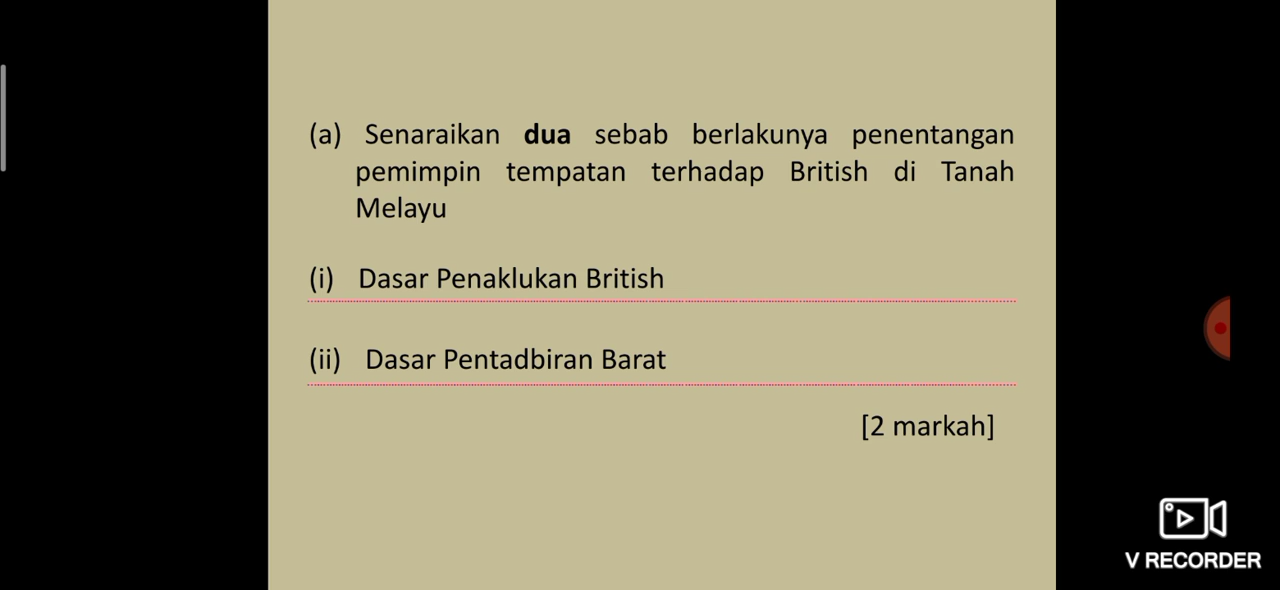 (a) Senaraikan dua sebab berlakunya penentangan
pemimpin tempatan terhadap British di Tanah
Melayu
(i) Dasar Penaklukan British
(ii) Dasar Pentadbiran Barat
[2 markah]
V RECORDER